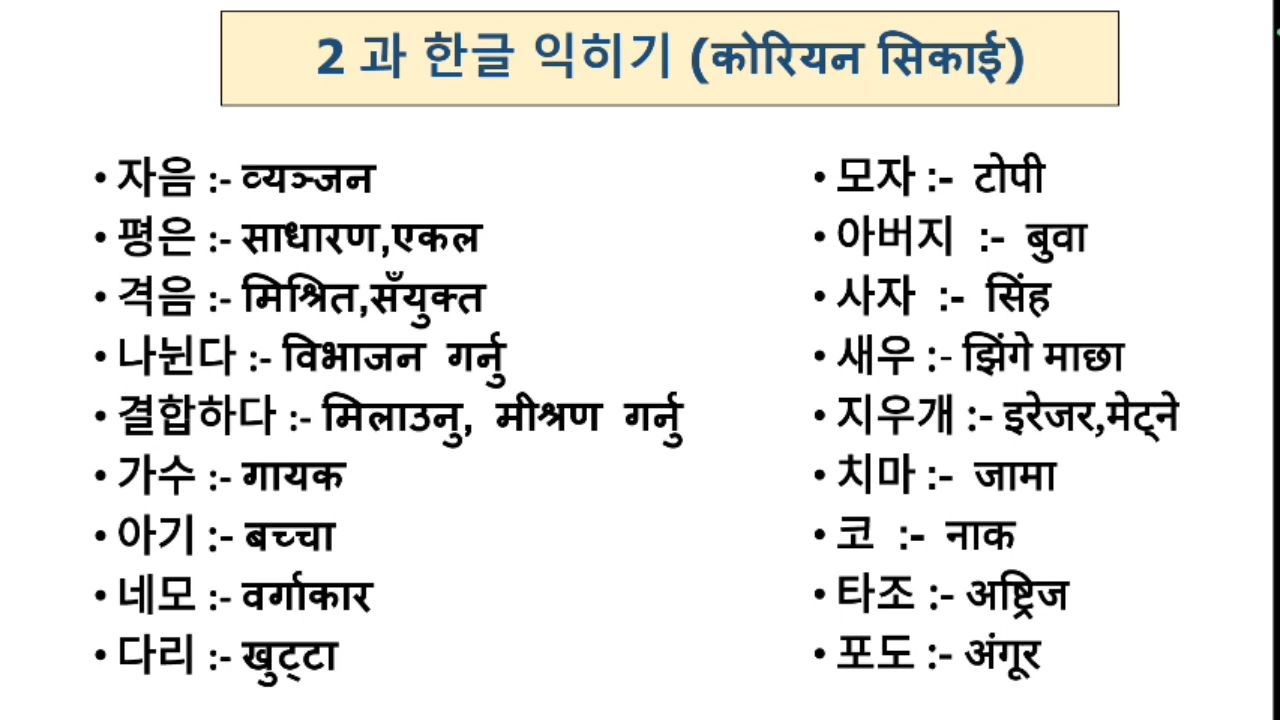 2 과 한글 익히기 (कोरियन सिकाई)
• 자음 :- व्यञ्जन
• 평은 :- साधारण,एकल
• 격음 :- मिश्रित,सँयुक्त
• 나뉜다 :- विभाजन गर्नु
• 결합하다 :- मिलाउनु, मीश्रण गर्नु
• 가수 :- गायक
• 아기 :- बच्चा
• 네모 :- वर्गाकार
• 다리 :- खुट्टा
• 모자 :- टोपी
• 아버지 :- बुवा
• 사자 :- सिंह
• 새우 :- झिंगे माछा
• 지우개 :- इरेजर,मेट्ने
• 치마 :- जामा
• 코 :- नाक
• 타조 :- अष्ट्रिज
• 포도 :- अंगूर